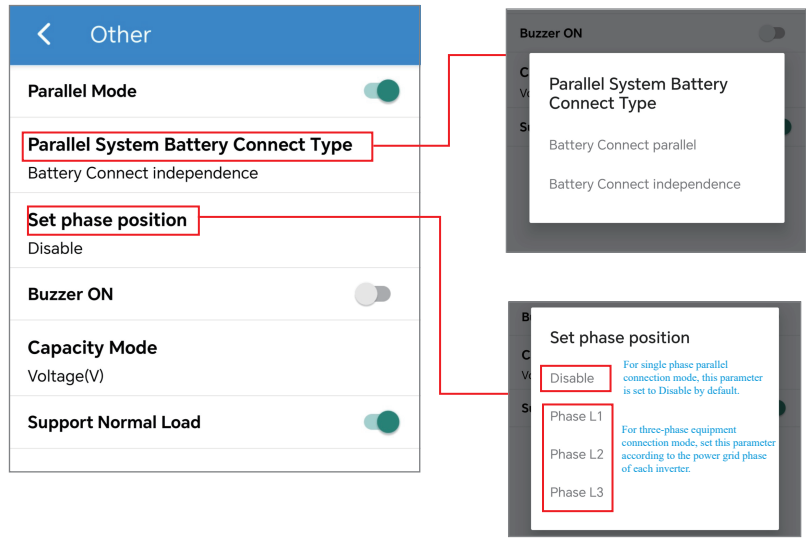 Other
Parallel Mode
Parallel System Battery Connect Type
Battery Connect independence
Set phase position
Disable
Buzzer ON
Capacity Mode
Voltage(V)
Support Normal Load
Buzzer ON
C
Vo
Su
Parallel System Battery
Connect Type
Battery Connect parallel
Battery Connect independence
B
C
Vo
Su
Set phase position
Disable
For single phase parallel
connection mode, this parameter
is set to Disable by default.
Phase L1
Phase L2
Phase L3
For three-phase equipment
connection mode, set this parameter
according to the power grid phase
of each inverter.